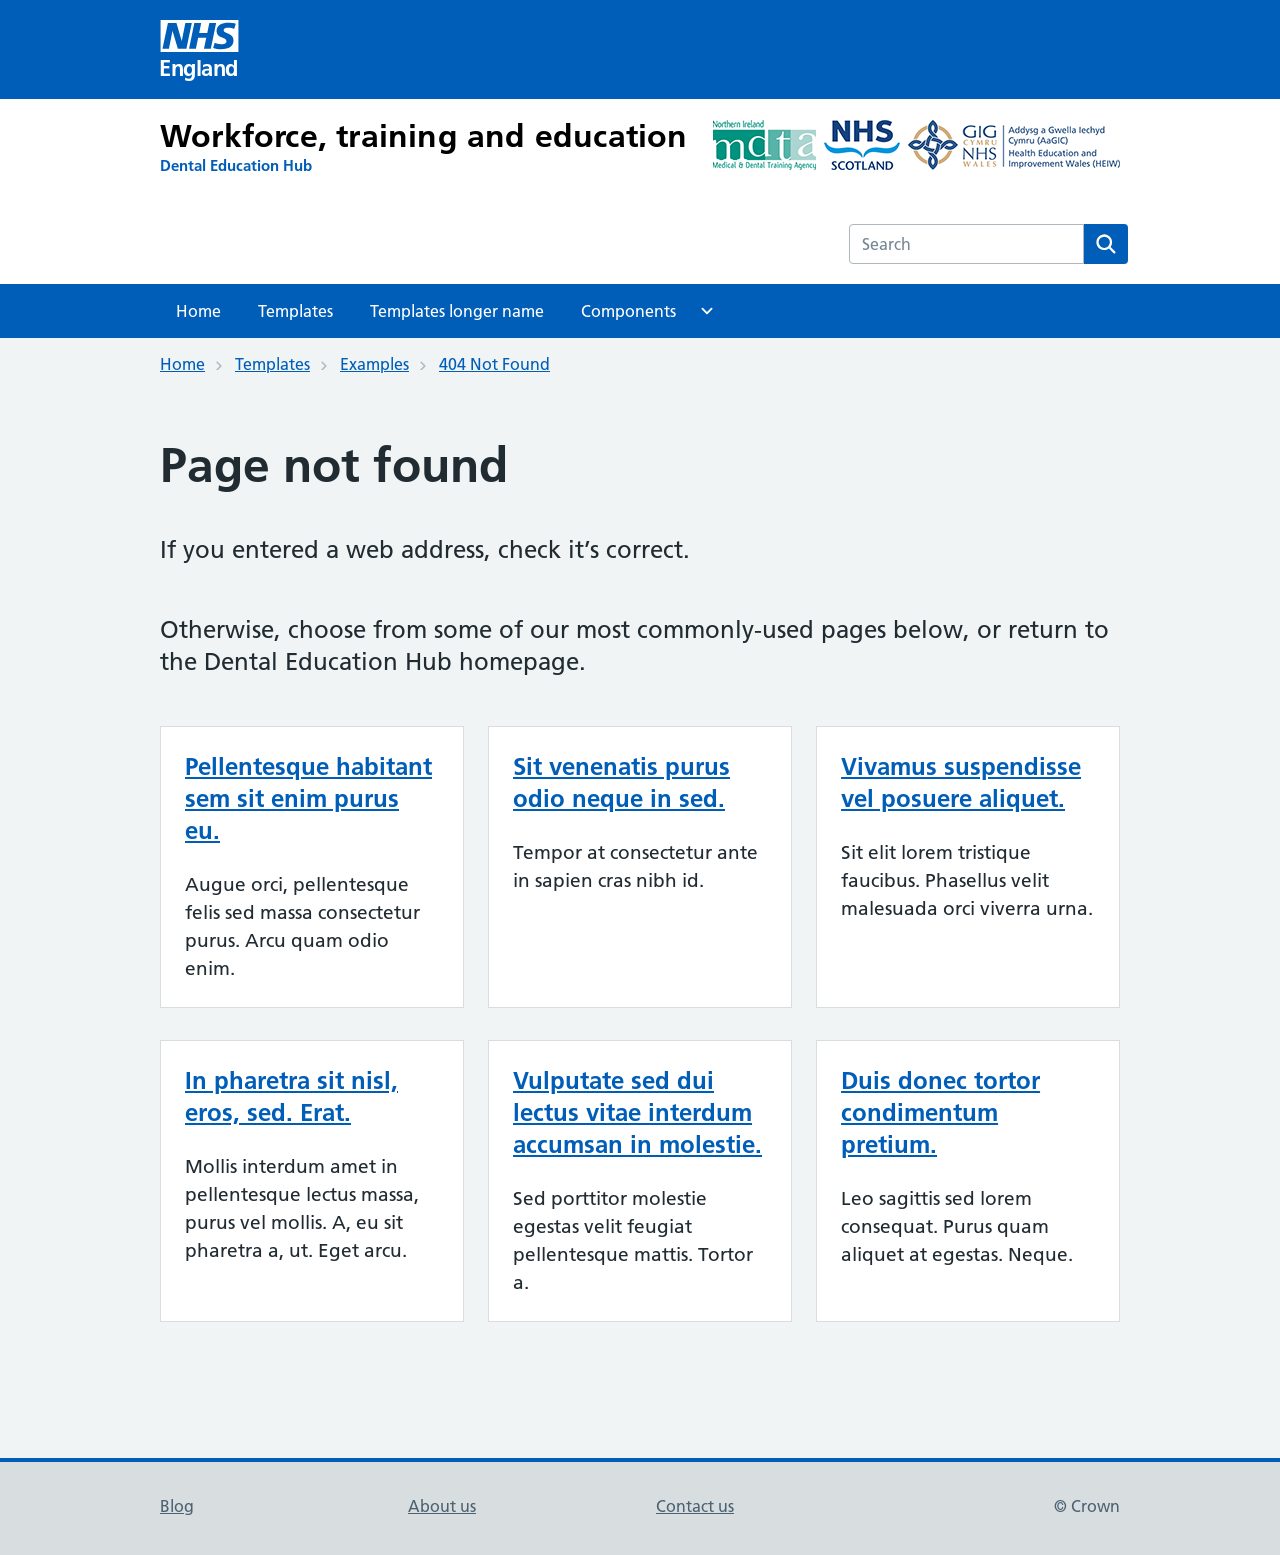 NHS
England
Workforce, training and education
Dental Education Hub
Northern Ireland
mdta
Medical & Dental Training Agency
NHS
SCOTLAND
GIG
CYMRU
NHS
WALES
Addysg a Gwella Iechyd
Cymru (AaGIC)
Health Education and
Improvement Wales (HEIW)
Search
Home Templates Templates longer name Components
Home Templates Examples 404 Not Found
Page not found
If you entered a web address, check it’s correct.
Otherwise, choose from some of our most commonly-used pages below, or return to
the Dental Education Hub homepage.
Pellentesque habitant
sem sit enim purus
eu.
Augue orci, pellentesque
felis sed massa consectetur
purus. Arcu quam odio
enim.
Sit venenatis purus
odio neque in sed.
Tempor at consectetur ante
in sapien cras nibh id.
Vivamus suspendisse
vel posuere aliquet.
Sit elit lorem tristique
faucibus. Phasellus velit
malesuada orci viverra urna.
In pharetra sit nisl,
eros, sed. Erat.
Mollis interdum amet in
pellentesque lectus massa,
purus vel mollis. A, eu sit
pharetra a, ut. Eget arcu.
Vulputate sed dui
lectus vitae interdum
accumsan in molestie.
Sed porttitor molestie
egestas velit feugiat
pellentesque mattis. Tortor
a.
Duis donec tortor
condimentum
pretium.
Leo sagittis sed lorem
consequat. Purus quam
aliquet at egestas. Neque.
Blog About us Contact us © Crown